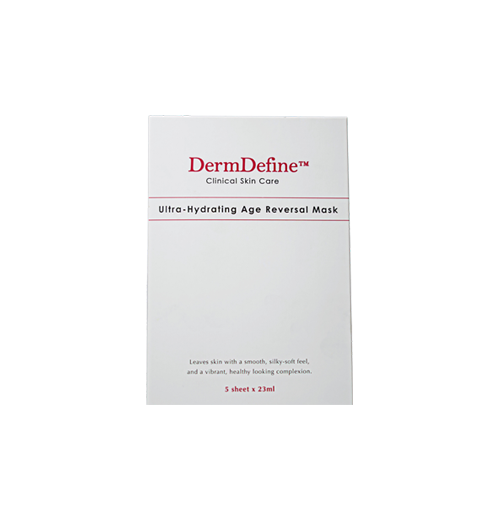 DermDefine™
Clinical Skin Care
Ultra-Hydrating Age Reversal Mask
Leaves skin with a smooth, silky-soft feel,
and a vibrant, healthy looking complexion.
5 sheet x 23ml